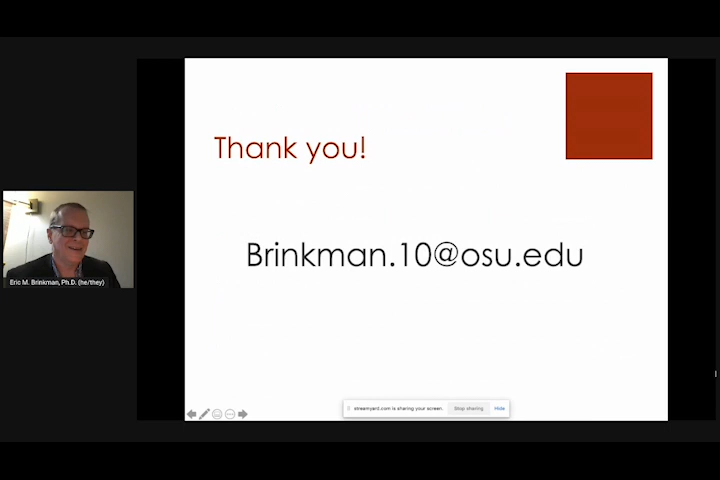 Thank you!
Brinkman.10@osu.edu
Eric M. Brinkman, Ph.D. (he/they)
streamyard.com is sharing your screen.
Stop sharing
Hide